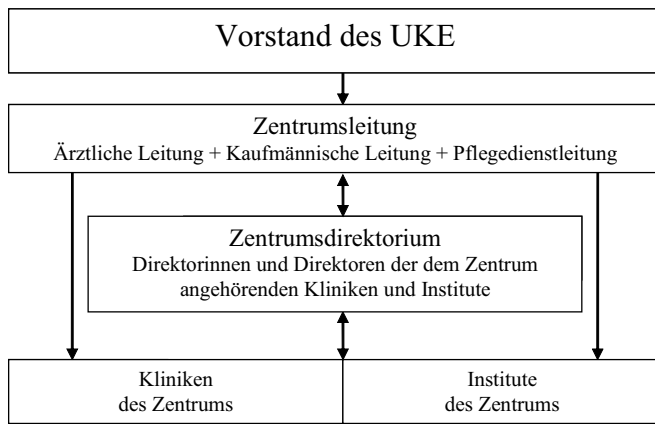 Vorstand des UKE
Zentrumsleitung
Ärztliche Leitung + Kaufmännische Leitung + Pflegedienstleitung
Zentrumsdirektorium
Direktorinnen und Direktoren der dem Zentrum
angehörenden Kliniken und Institute
Kliniken
des Zentrums
Institute
des Zentrums